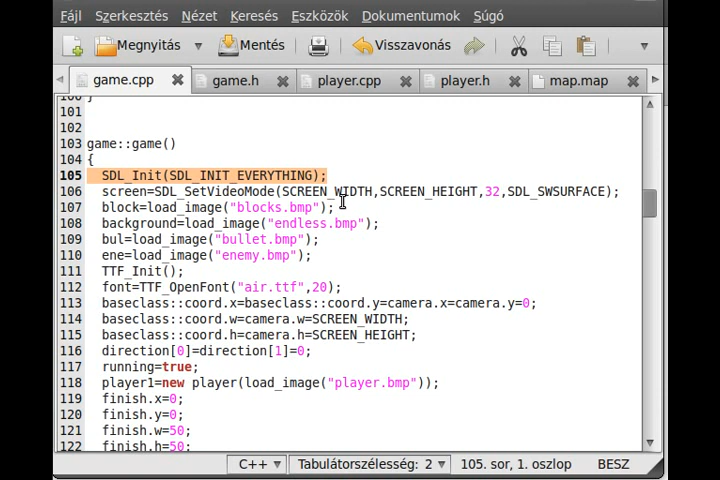 Fájl Szerkesztés Nézet Keresés Eszközök Dokumentumok Súgó
Megnyitás Mentés Visszavonás
game.cpp game.h player.cpp player.h map.map
100 }
101
102
103 game::game()
104 {
105 SDL_Init(SDL_INIT_EVERYTHING);
106 screen=SDL_SetVideoMode(SCREEN_WIDTH,SCREEN_HEIGHT,32,SDL_SWSURFACE);
107 block=load_image("blocks.bmp");
108 background=load_image("endless.bmp");
109 bul=load_image("bullet.bmp");
110 ene=load_image("enemy.bmp");
111 TTF_Init();
112 font=TTF_OpenFont("air.ttf",20);
113 baseclass::coord.x=baseclass::coord.y=camera.x=camera.y=0;
114 baseclass::coord.w=camera.w=SCREEN_WIDTH;
115 baseclass::coord.h=camera.h=SCREEN_HEIGHT;
116 direction[0]=direction[1]=0;
117 running=true;
118 player1=new player(load_image("player.bmp"));
119 finish.x=0;
120 finish.y=0;
121 finish.w=50;
122 finish.h=50;
C++ Tabulátorszélesség: 2 105. sor, 1. oszlop BESZ